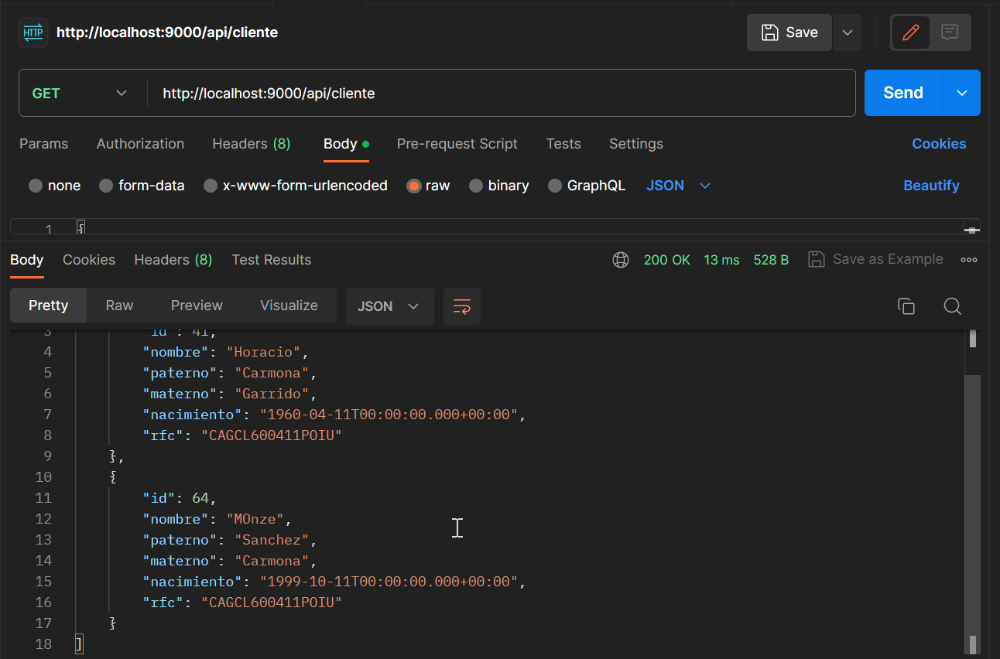 HTTP http://localhost:9000/api/cliente Save
GET http://localhost:9000/api/cliente Send
Params Authorization Headers (8) Body Pre-request Script Tests Settings Cookies
none form-data x-www-form-urlencoded raw binary GraphQL JSON Beautify
1 {
Body Cookies Headers (8) Test Results 200 OK 13 ms 528 B Save as Example
Pretty Raw Preview Visualize JSON
3 "id": 41,
4 "nombre": "Horacio",
5 "paterno": "Carmona",
6 "materno": "Garrido",
7 "nacimiento": "1960-04-11T00:00:00.000+00:00",
8 "rfc": "CAGCL600411POIU"
9 },
10 {
11 "id": 64,
12 "nombre": "MOnze",
13 "paterno": "Sanchez",
14 "materno": "Carmona",
15 "nacimiento": "1999-10-11T00:00:00.000+00:00",
16 "rfc": "CAGCL600411POIU"
17 }
18 ]